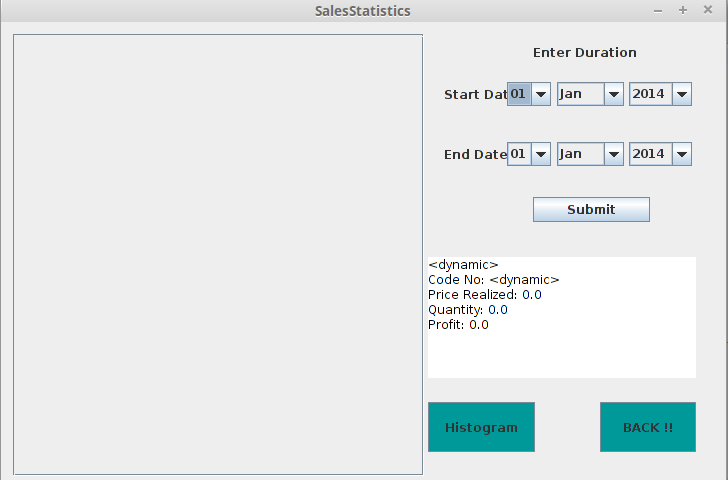 SalesStatistics
Enter Duration
Start Dat 01 Jan 2014
End Date 01 Jan 2014
Submit
<dynamic>
Code No: <dynamic>
Price Realized: 0.0
Quantity: 0.0
Profit: 0.0
Histogram BACK !!